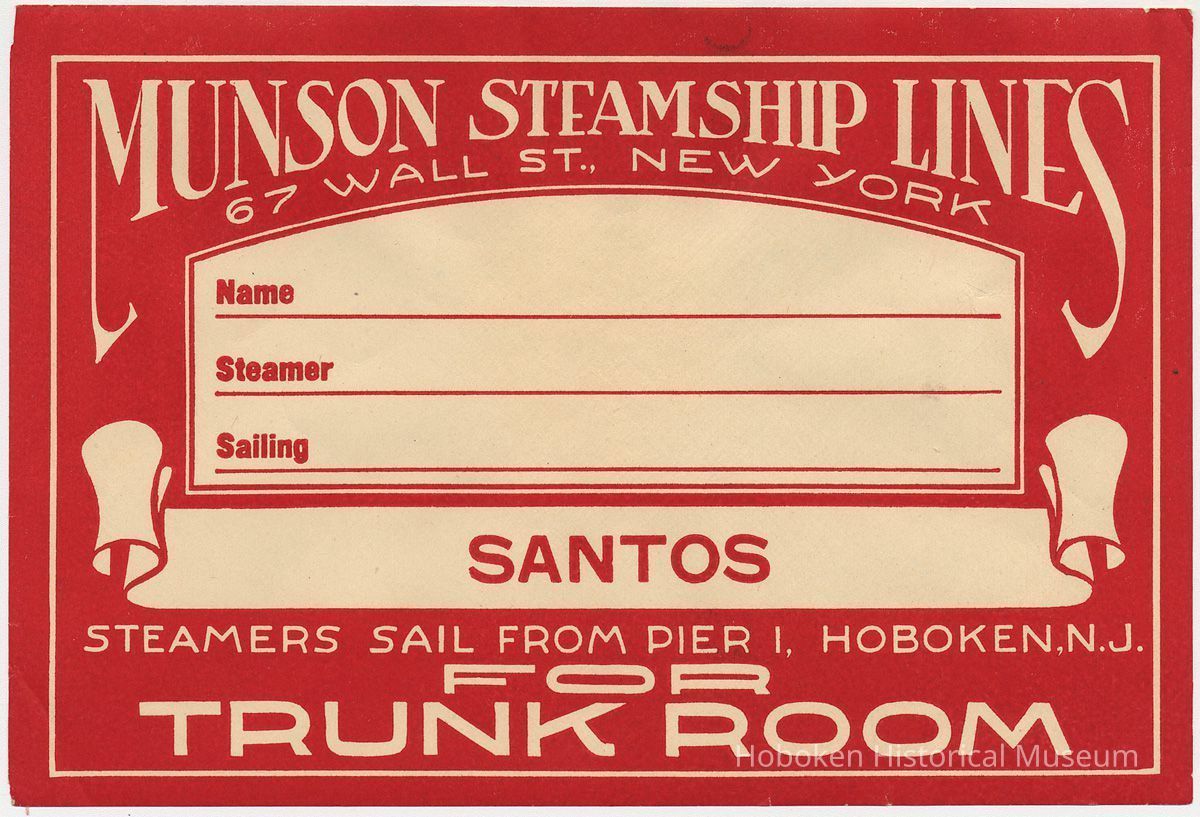 MUNSON STEAMSHIP LINES
67 WALL ST., NEW YORK
Name
Steamer
Sailing
SANTOS
STEAMERS SAIL FROM PIER 1, HOBOKEN, N.J.
FOR
TRUNK ROOM
Hoboken Historical Museum